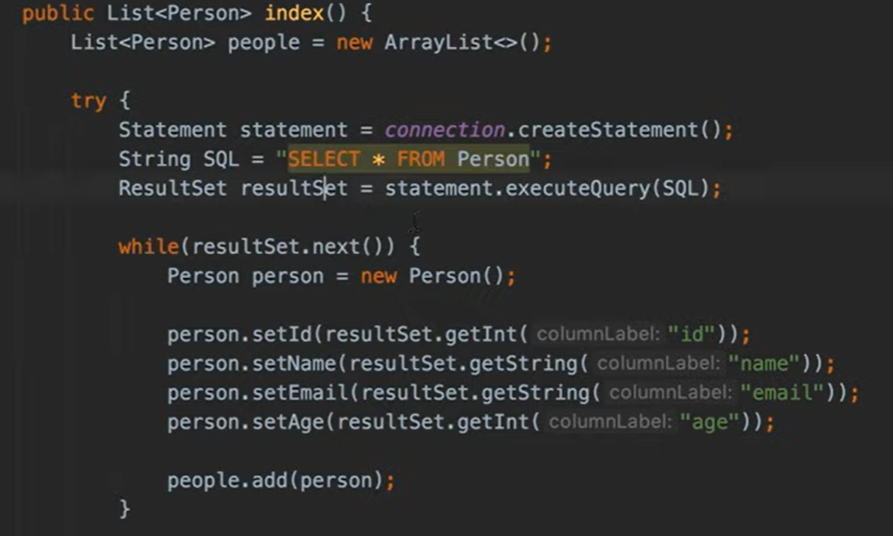 public List<Person> index() {
List<Person> people = new ArrayList<>();
try {
Statement statement = connection.createStatement();
String SQL = "SELECT * FROM Person";
ResultSet resultSet = statement.executeQuery(SQL);
while(resultSet.next()) {
Person person = new Person();
person.setId(resultSet.getInt( columnLabel: "id"));
person.setName(resultSet.getString( columnLabel: "name"));
person.setEmail(resultSet.getString( columnLabel: "email"));
person.setAge(resultSet.getInt( columnLabel: "age"));
people.add(person);
}